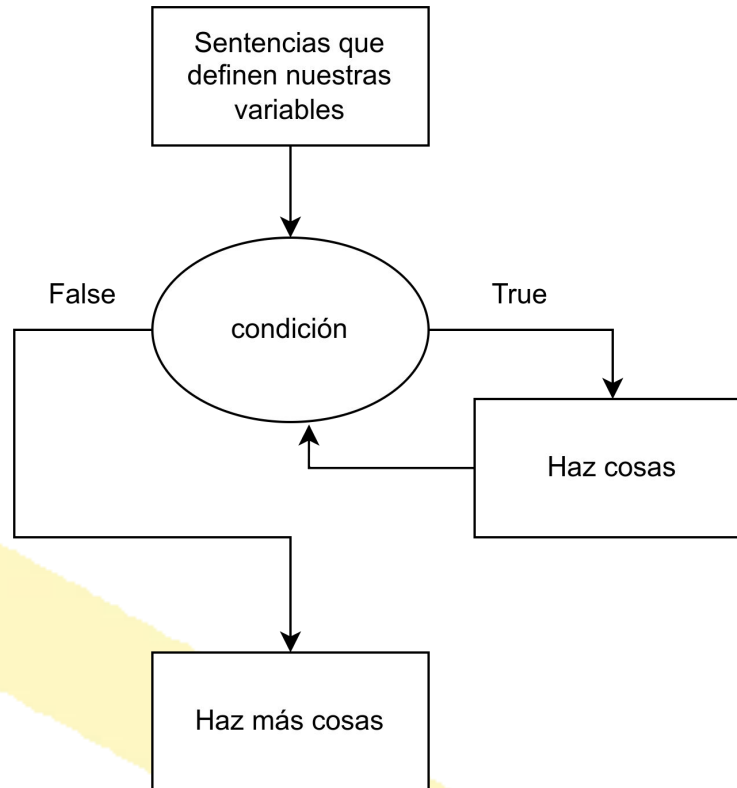 Sentencias que
definen nuestras
variables
False
condición
True
Haz cosas
Haz más cosas